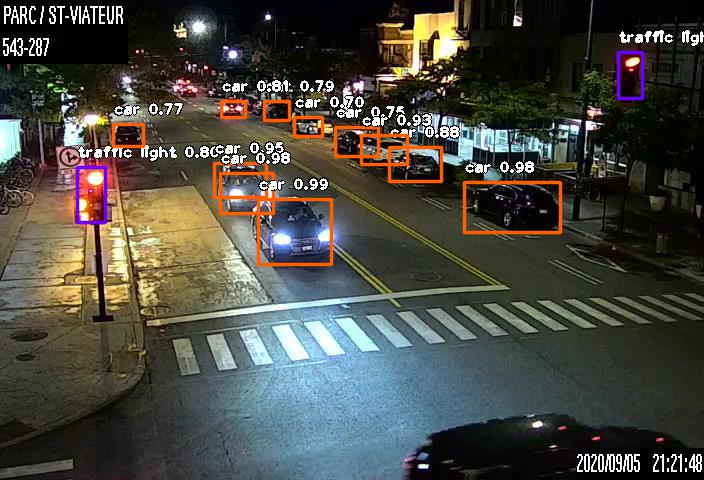 PARC / ST-VIATEUR
543-287
traffic ligh
car 0.81
0.79
car 0.77
car 0.70
car 0.75
car 0.93
car 0.88
traffic light 0.80
car 0.95
car 0.98
car 0.98
car 0.99
2020/09/05 21:21:48